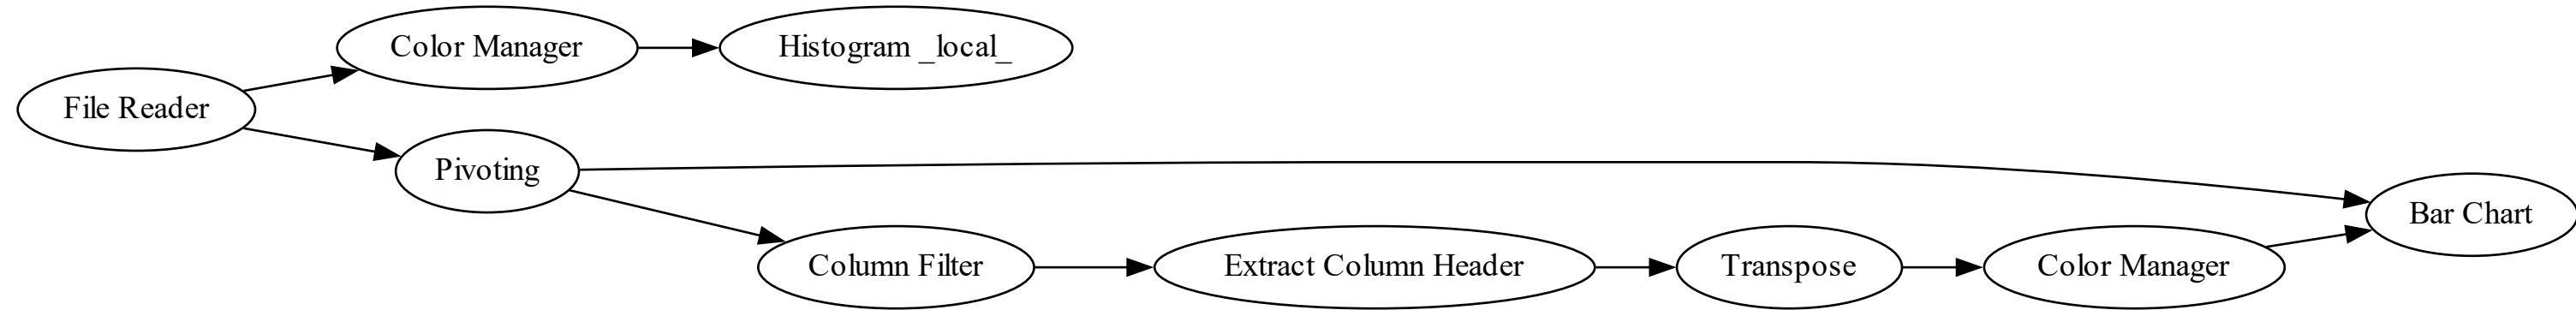 File Reader
Color Manager
Histogram _local_
Pivoting
Bar Chart
Column Filter
Extract Column Header
Transpose
Color Manager